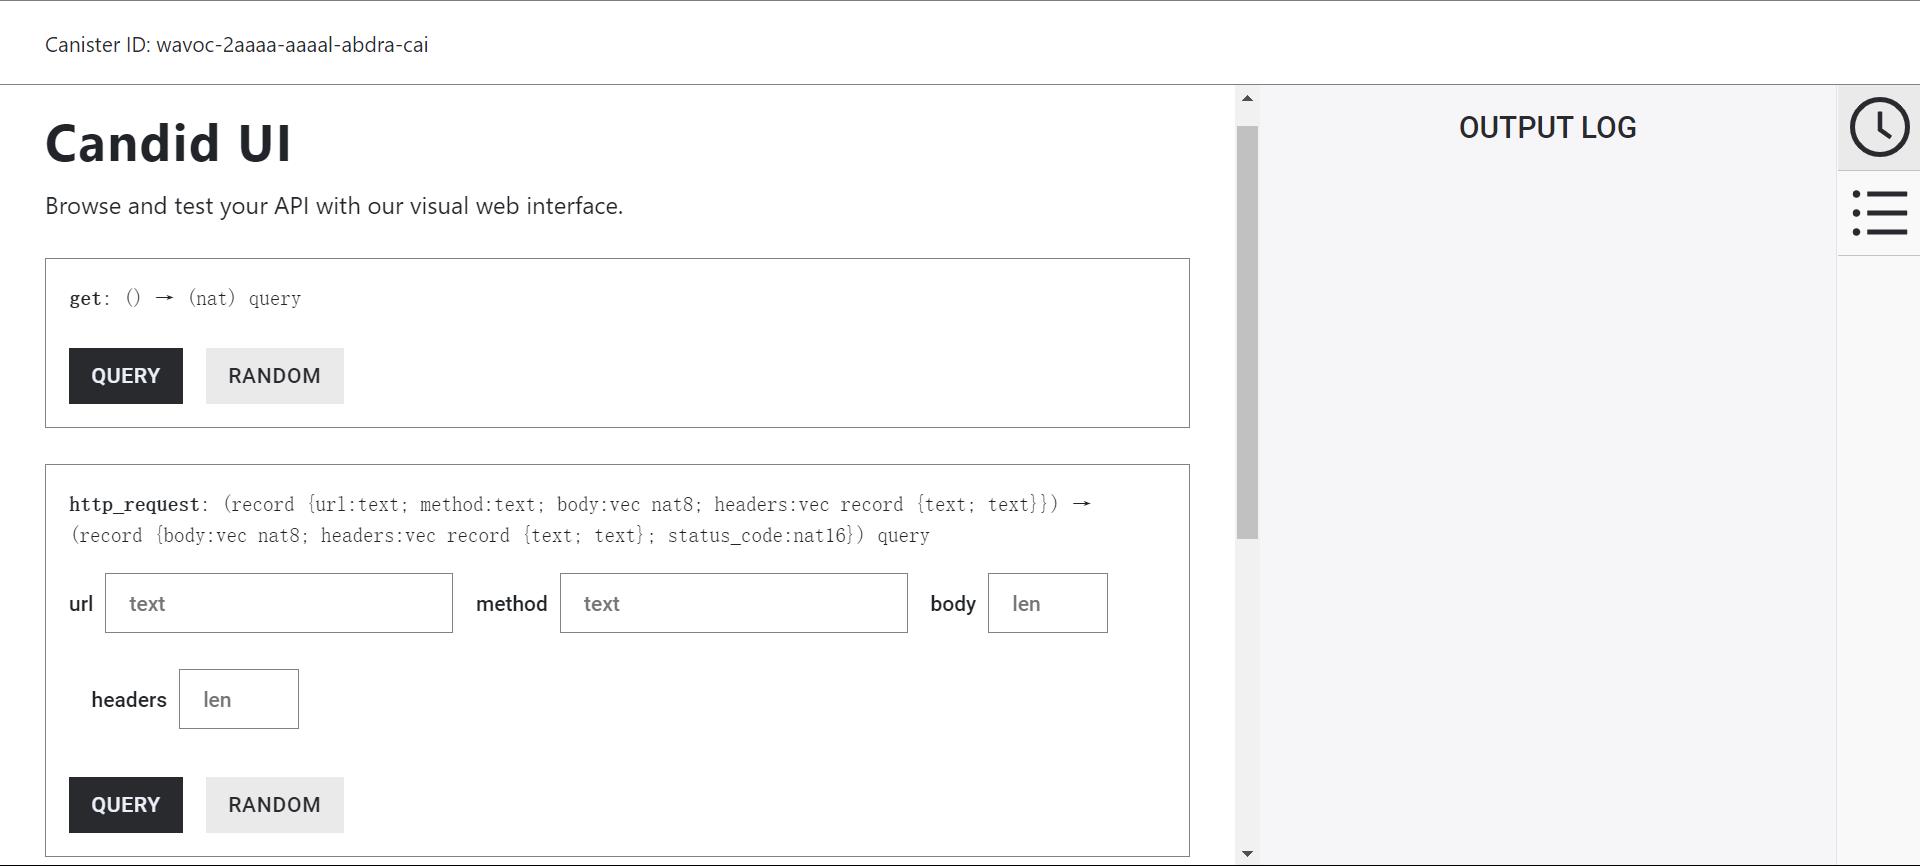 Canister ID: wavoc-2aaaa-aaaal-abdra-cai
Candid UI
Browse and test your API with our visual web interface.
get: () → (nat) query
QUERY RANDOM
http_request: (record {url:text; method:text; body:vec nat8; headers:vec record {text; text}}) →
(record {body:vec nat8; headers:vec record {text; text}; status_code:nat16}) query
url text method text body len
headers len
QUERY RANDOM
OUTPUT LOG